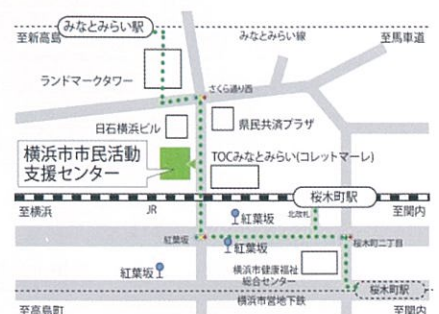 みなとみらい駅
至新高島
みなとみらい線
至馬車道
ランドマークタワー
さくら通り西
日石横浜ビル
県民共済プラザ
横浜市市民活動
支援センター
TOCみなとみらい(コレットマーレ)
桜木町駅
至横浜
JR
北改札
至関内
紅葉坂
紅葉坂
桜木町二丁目
紅葉坂
横浜市健康福祉
総合センター
桜木町駅
横浜市営地下鉄
至高島町
至関内